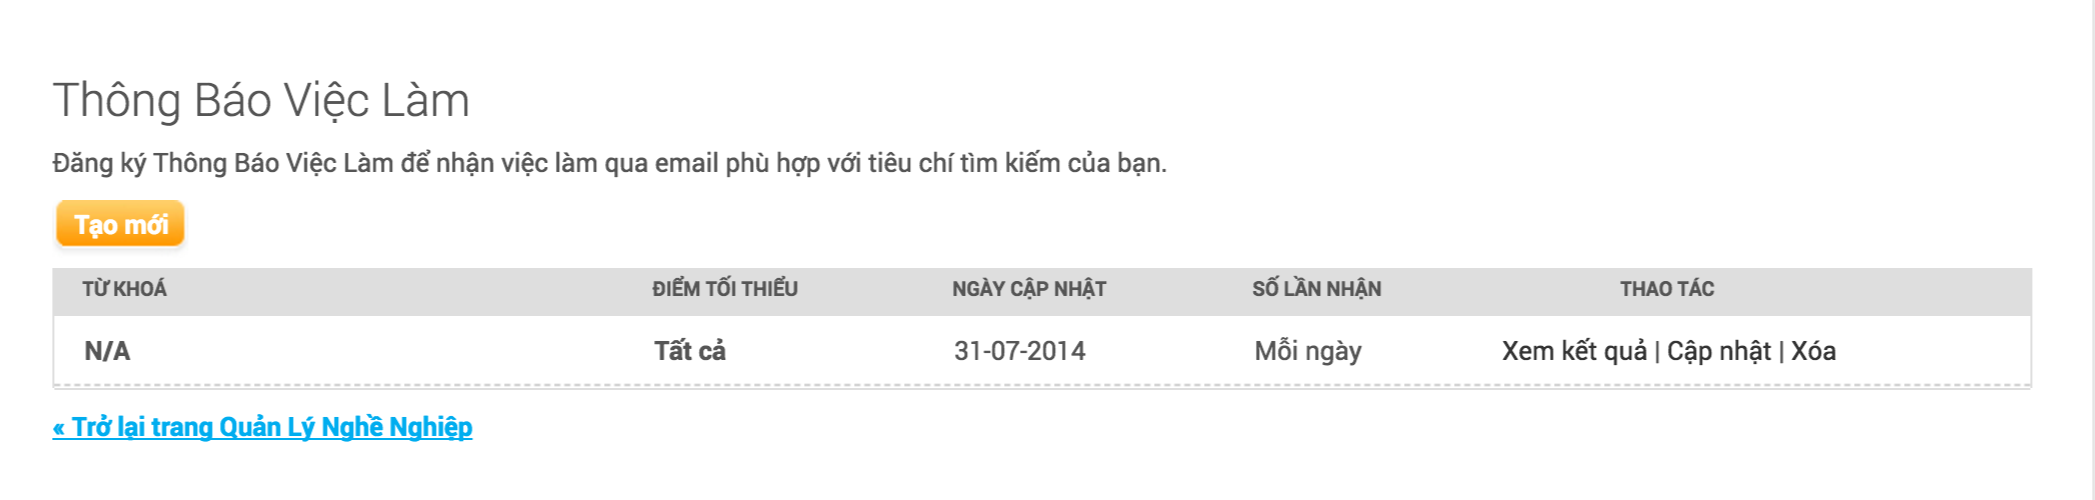 Thông Báo Việc Làm
Đăng ký Thông Báo Việc Làm để nhận việc làm qua email phù hợp với tiêu chí tìm kiếm của bạn.
Tạo mới
TỪ KHOÁ ĐIỂM TỐI THIỂU NGÀY CẬP NHẬT SỐ LẦN NHẬN THAO TÁC
N/A Tất cả 31-07-2014 Mỗi ngày Xem kết quả | Cập nhật | Xóa
« Trở lại trang Quản Lý Nghề Nghiệp